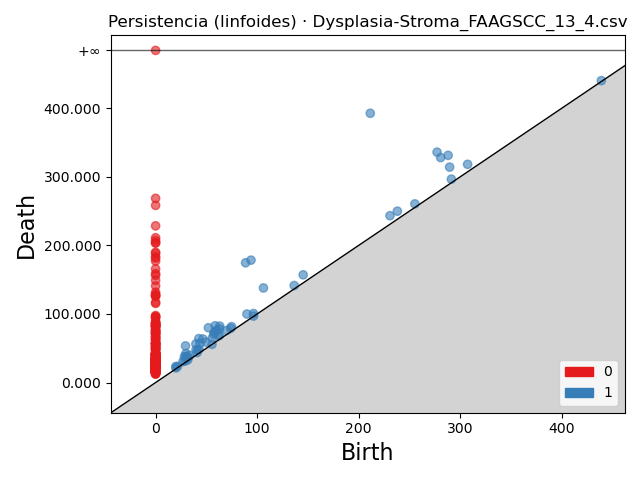 Persistencia (linfoides) · Dysplasia-Stroma_FAAGSCC_13_4.csv
+∞
400.000
300.000
200.000
100.000
0.000
Death
0
1
0 100 200 300 400
Birth